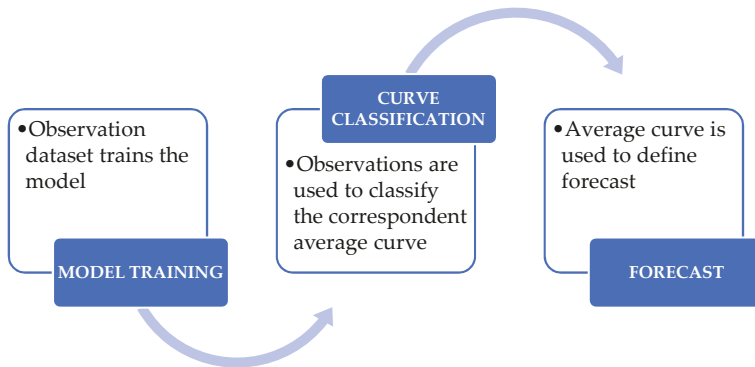 •Observation
dataset trains the
model
MODEL TRAINING
CURVE
CLASSIFICATION
•Observations are
used to classify
the correspondent
average curve
•Average curve is
used to define
forecast
FORECAST